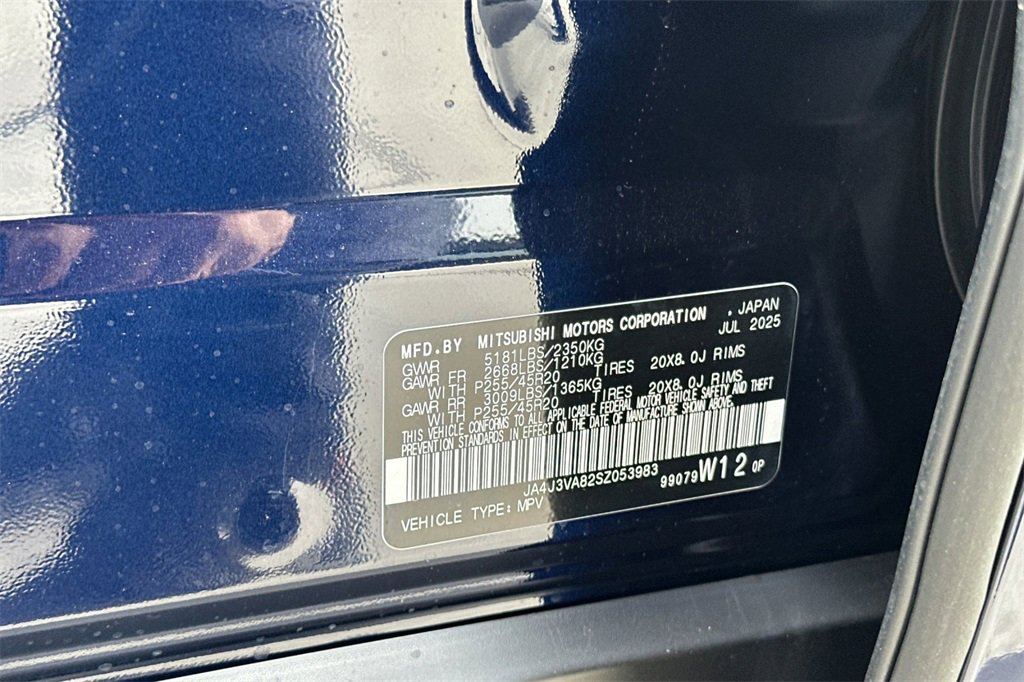 MFD.BY MITSUBISHI MOTORS CORPORATION . JAPAN
GVWR 5181LBS/2350KG JUL 2025
GAWR FR 2668LBS/1210KG
WITH P255/45R20 TIRES 20X8.0J RIMS
GAWR RR 3009LBS/1365KG
WITH P255/45R20 TIRES 20X8.0J RIMS
THIS VEHICLE CONFORMS TO ALL APPLICABLE FEDERAL MOTOR VEHICLE SAFETY AND THEFT
PREVENTION STANDARDS IN EFFECT ON THE DATE OF MANUFACTURE SHOWN ABOVE.
JA4J3VA82SZ053983
99079 W12 0P
VEHICLE TYPE: MPV